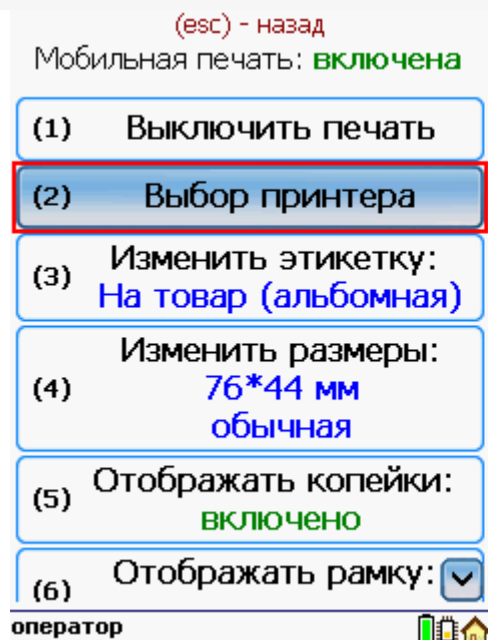 (esc) - назад
Мобильная печать: включена
(1) Выключить печать
(2) Выбор принтера
(3) Изменить этикетку:
На товар (альбомная)
Изменить размеры:
(4) 76*44 мм
обычная
(5) Отображать копейки:
включено
(6) Отображать рамку:
оператор